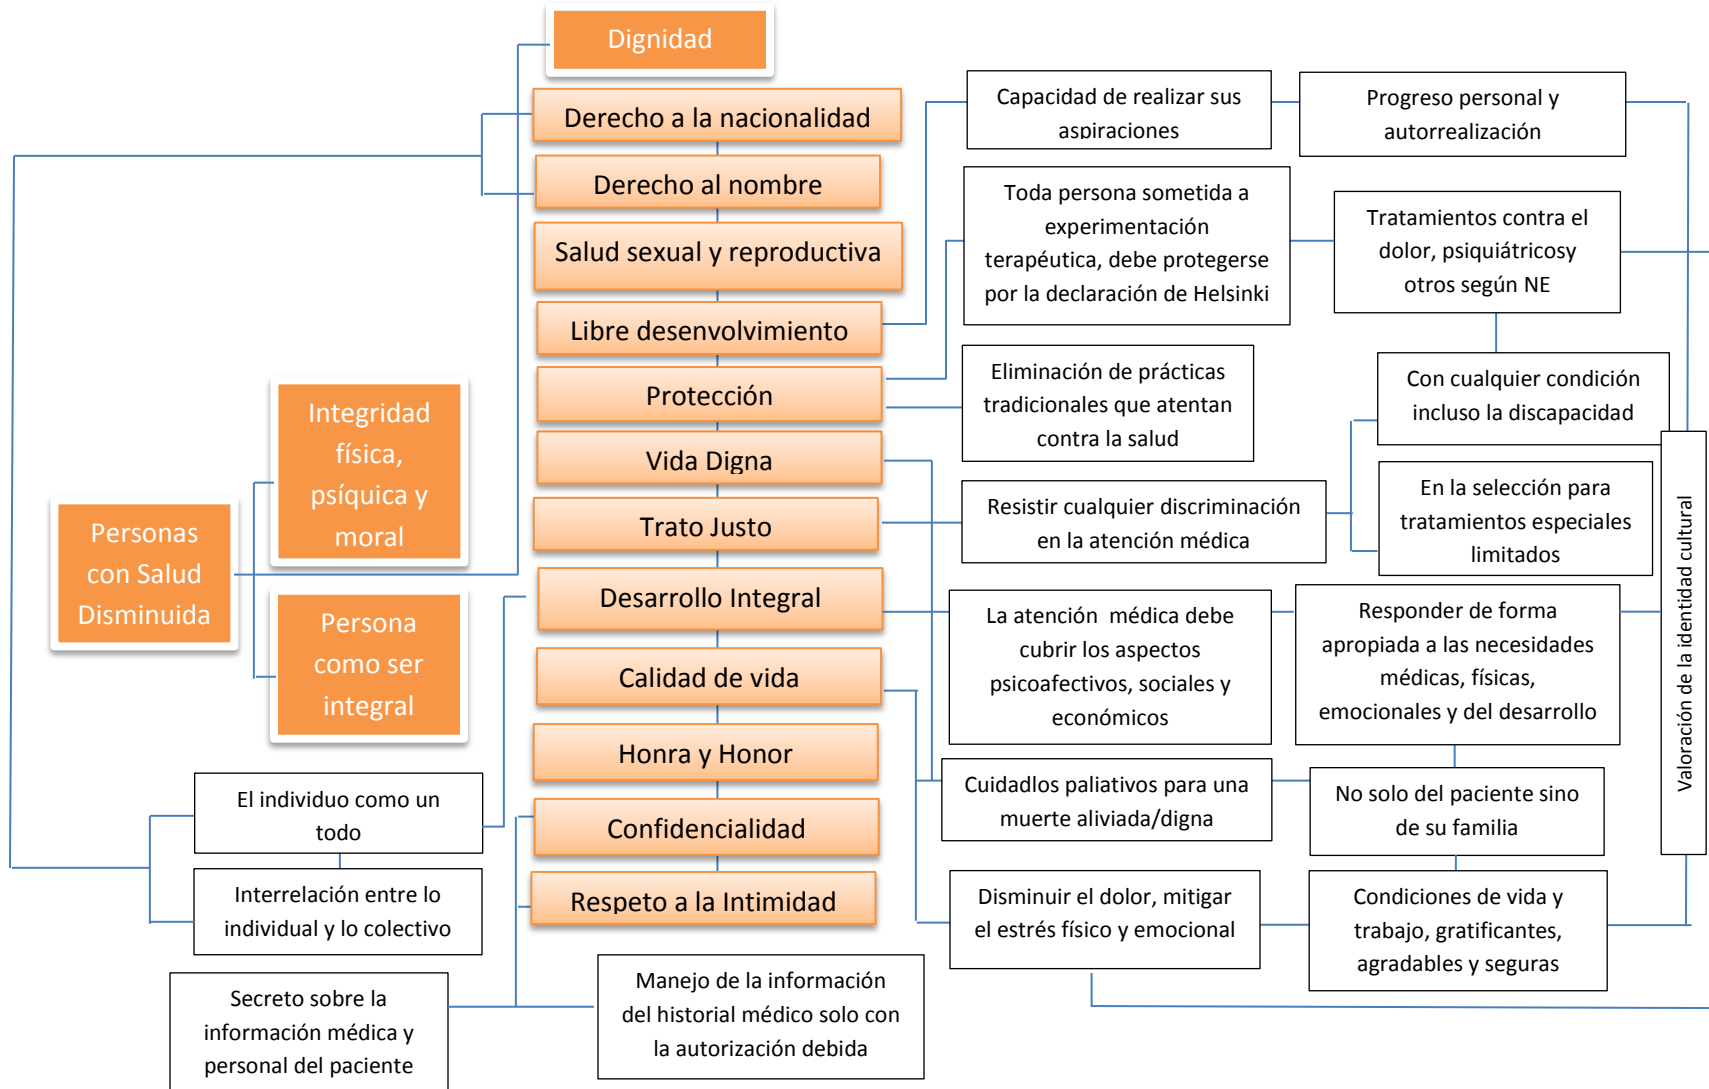 Dignidad
Derecho a la nacionalidad
Derecho al nombre
Salud sexual y reproductiva
Libre desenvolvimiento
Protección
Vida Digna
Trato Justo
Desarrollo Integral
Calidad de vida
Honra y Honor
Confidencialidad
Respeto a la Intimidad
Integridad
física,
psíquica y
moral
Personas
con Salud
Disminuida
Persona
como ser
integral
El individuo como un
todo
Interrelación entre lo
individual y lo colectivo
Secreto sobre la
información médica y
personal del paciente
Manejo de la información
del historial médico solo con
la autorización debida
Capacidad de realizar sus
aspiraciones
Progreso personal y
autorrealización
Toda persona sometida a
experimentación
terapéutica, debe protegerse
por la declaración de Helsinki
Tratamientos contra el
dolor, psiquiátricosy
otros según NE
Eliminación de prácticas
tradicionales que atentan
contra la salud
Con cualquier condición
incluso la discapacidad
Resistir cualquier discriminación
en la atención médica
En la selección para
tratamientos especiales
limitados
La atención  médica debe
cubrir los aspectos
psicoafectivos, sociales y
económicos
Responder de forma
apropiada a las necesidades
médicas, físicas,
emocionales y del desarrollo
Cuidadlos paliativos para una
muerte aliviada/digna
No solo del paciente sino
de su familia
Disminuir el dolor, mitigar
el estrés físico y emocional
Condiciones de vida y
trabajo, gratificantes,
agradables y seguras
Valoración de la identidad cultural